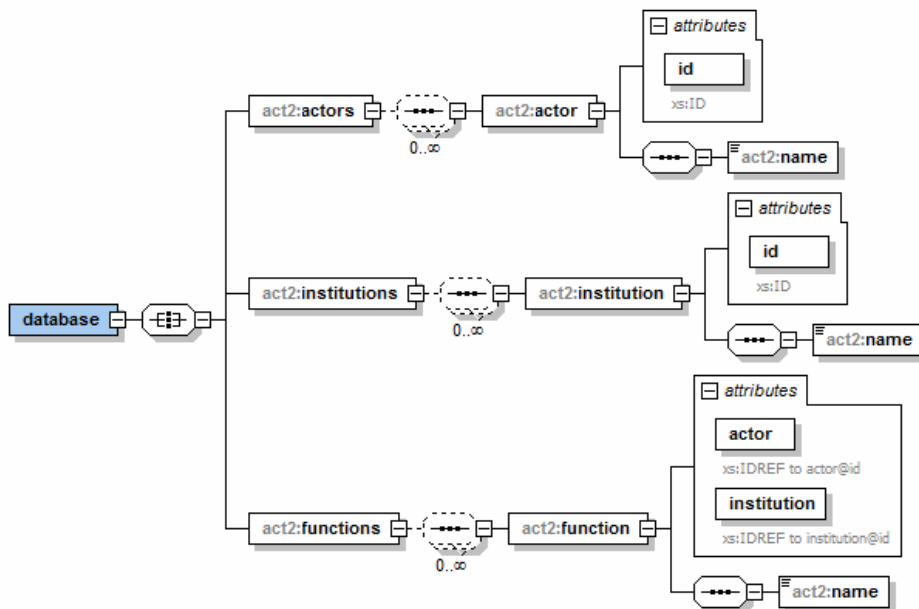 attributes
id
xs:ID
act2:actors
0..∞
act2:actor
act2:name
attributes
id
xs:ID
database
act2:institutions
0..∞
act2:institution
act2:name
attributes
actor
xs:IDREF to actor@id
institution
xs:IDREF to institution@id
act2:functions
0..∞
act2:function
act2:name